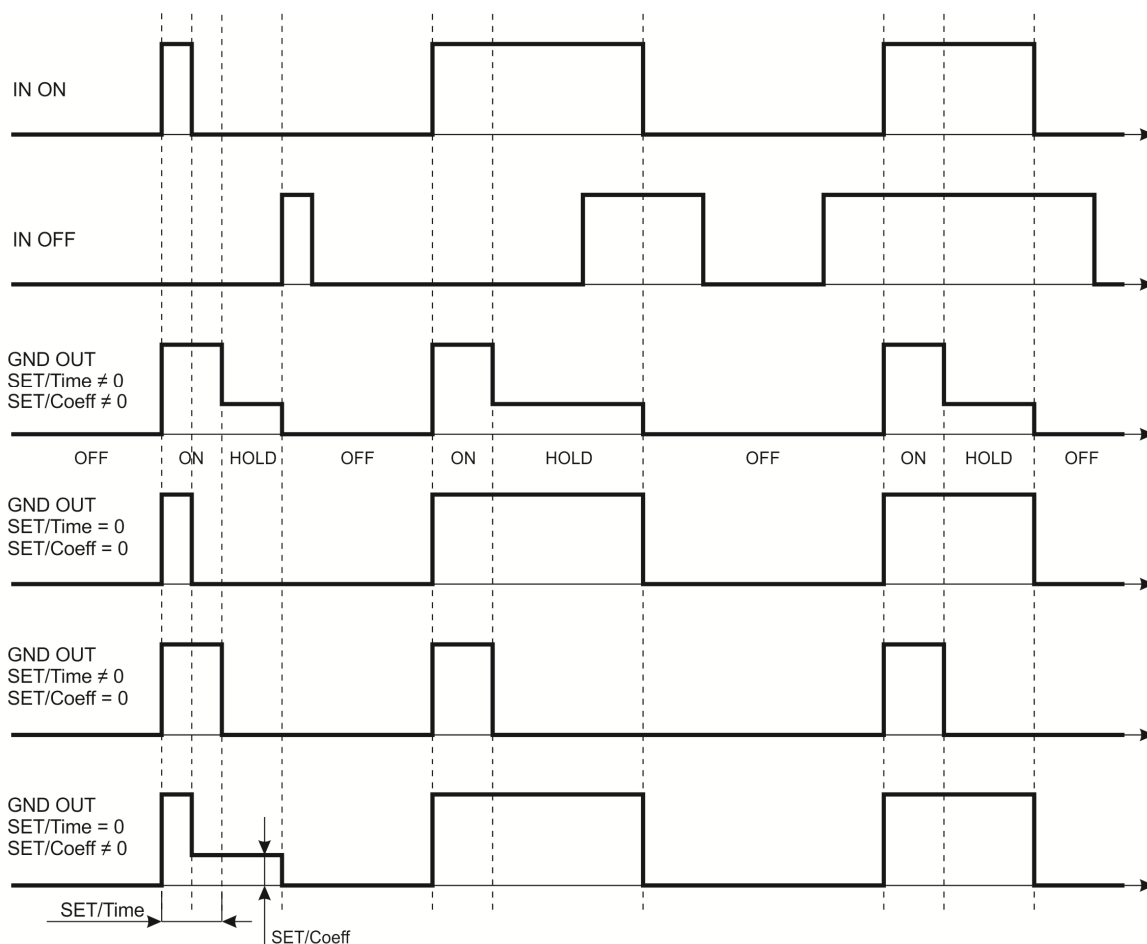 IN ON
IN OFF
GND OUT
SET/Time ≠ 0
SET/Coeff ≠ 0
OFF ON HOLD OFF ON HOLD OFF ON HOLD OFF
GND OUT
SET/Time = 0
SET/Coeff = 0
GND OUT
SET/Time ≠ 0
SET/Coeff = 0
GND OUT
SET/Time = 0
SET/Coeff ≠ 0
SET/Time
SET/Coeff